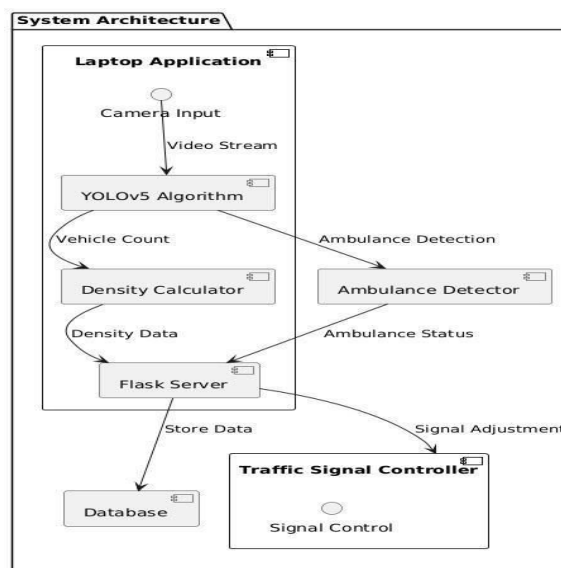 System Architecture
Laptop Application
Camera Input
Video Stream
YOLOv5 Algorithm
Vehicle Count
Ambulance Detection
Density Calculator
Ambulance Detector
Density Data
Ambulance Status
Flask Server
Store Data
Signal Adjustment
Traffic Signal Controller
Database
Signal Control